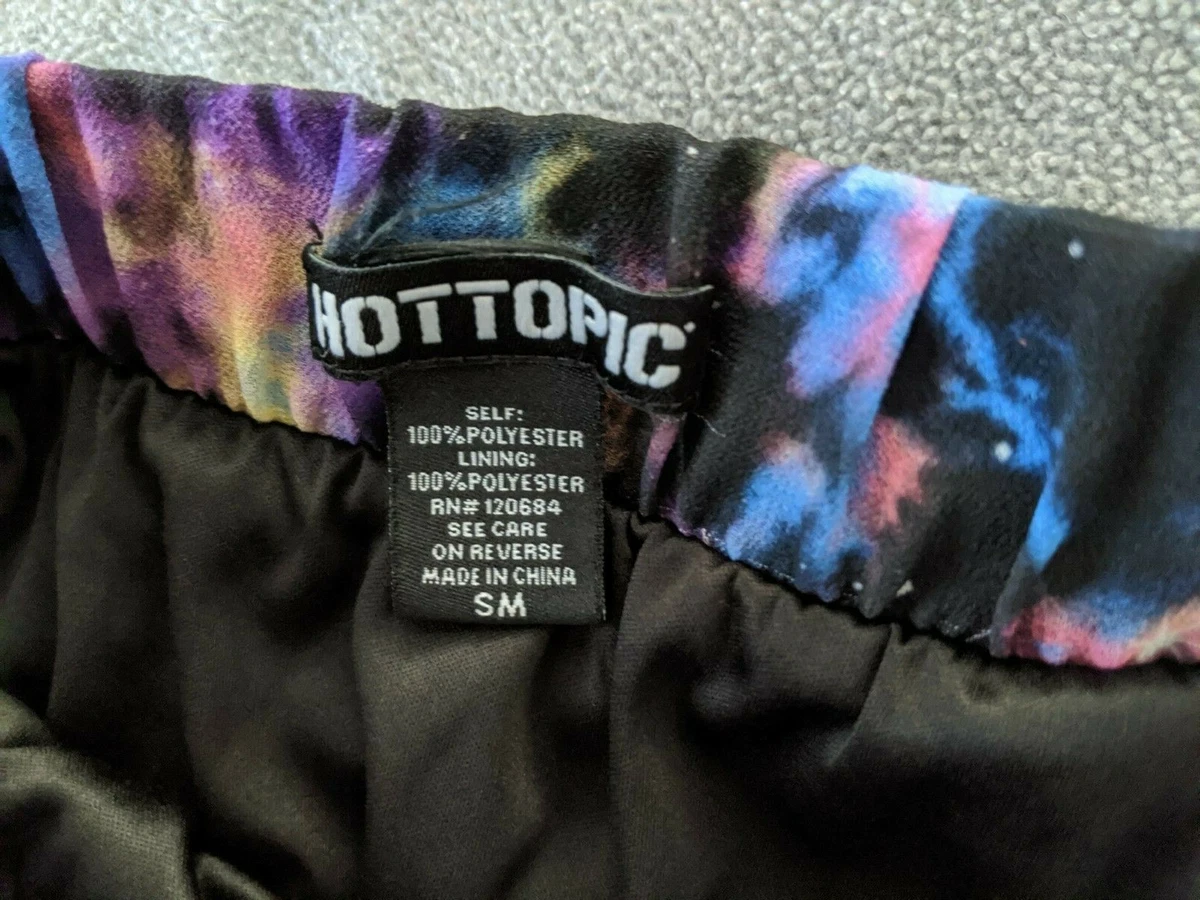 HOTTOPIC
SELF:
100%POLYESTER
LINING:
100%POLYESTER
RN# 120684
SEE CARE
ON REVERSE
MADE IN CHINA
SM